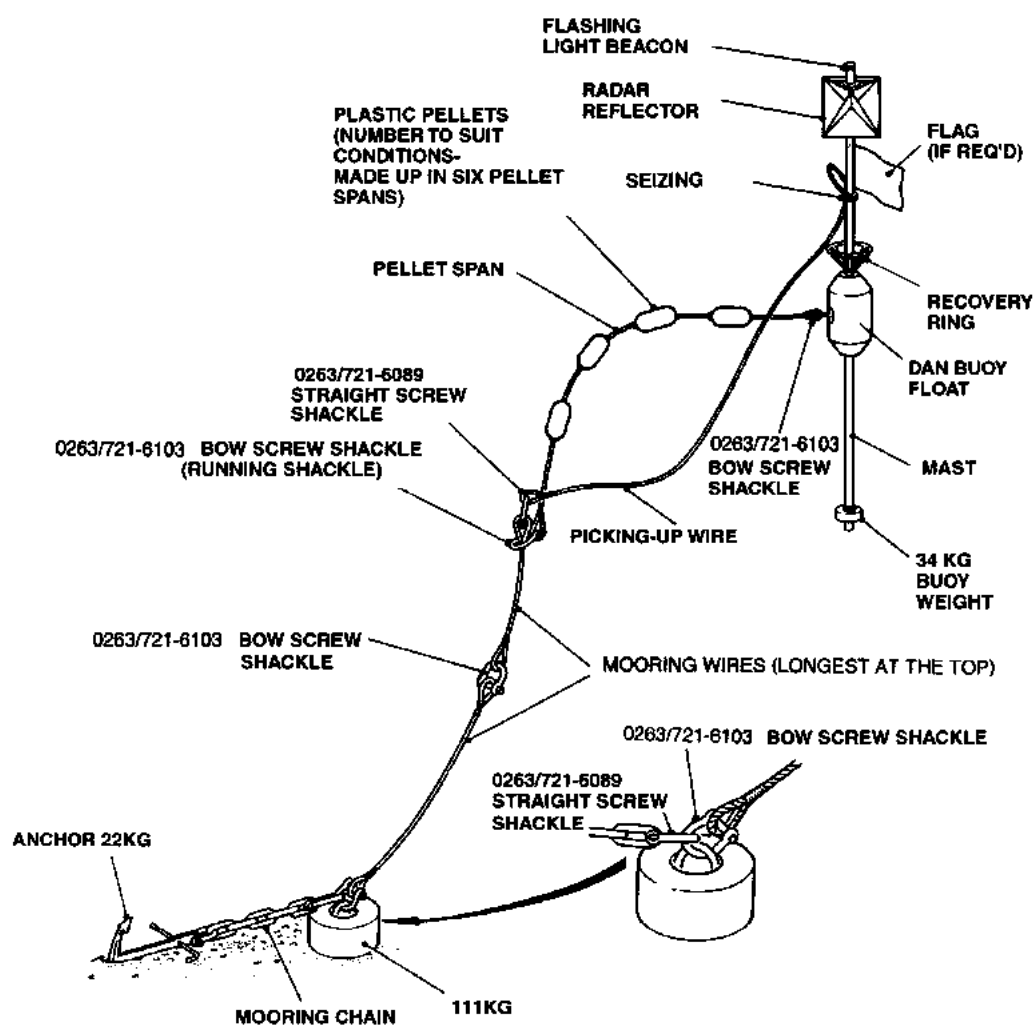 FLASHING
LIGHT BEACON
RADAR
REFLECTOR
PLASTIC PELLETS
(NUMBER TO SUIT
CONDITIONS-
MADE UP IN SIX PELLET
SPANS)
FLAG
(IF REQ'D)
SEIZING
PELLET SPAN
RECOVERY
RING
DAN BUOY
FLOAT
0263/721-6089
STRAIGHT SCREW
SHACKLE
0263/721-6103 BOW SCREW SHACKLE
(RUNNING SHACKLE)
0263/721-6103
BOW SCREW
SHACKLE
MAST
PICKING-UP WIRE
34 KG
BUOY
WEIGHT
0263/721-6103 BOW SCREW
SHACKLE
MOORING WIRES (LONGEST AT THE TOP)
0263/721-6103 BOW SCREW SHACKLE
0263/721-6089
STRAIGHT SCREW
SHACKLE
ANCHOR 22KG
MOORING CHAIN
111KG